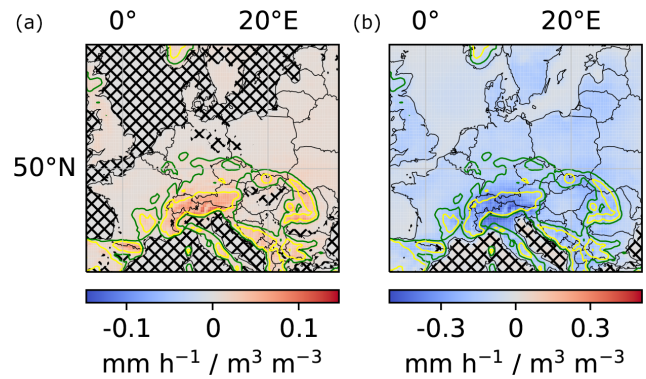 (a) 0° 20°E (b) 0° 20°E
50°N
-0.1 0 0.1 -0.3 0 0.3
mm h⁻¹ / m³ m⁻³ mm h⁻¹ / m³ m⁻³